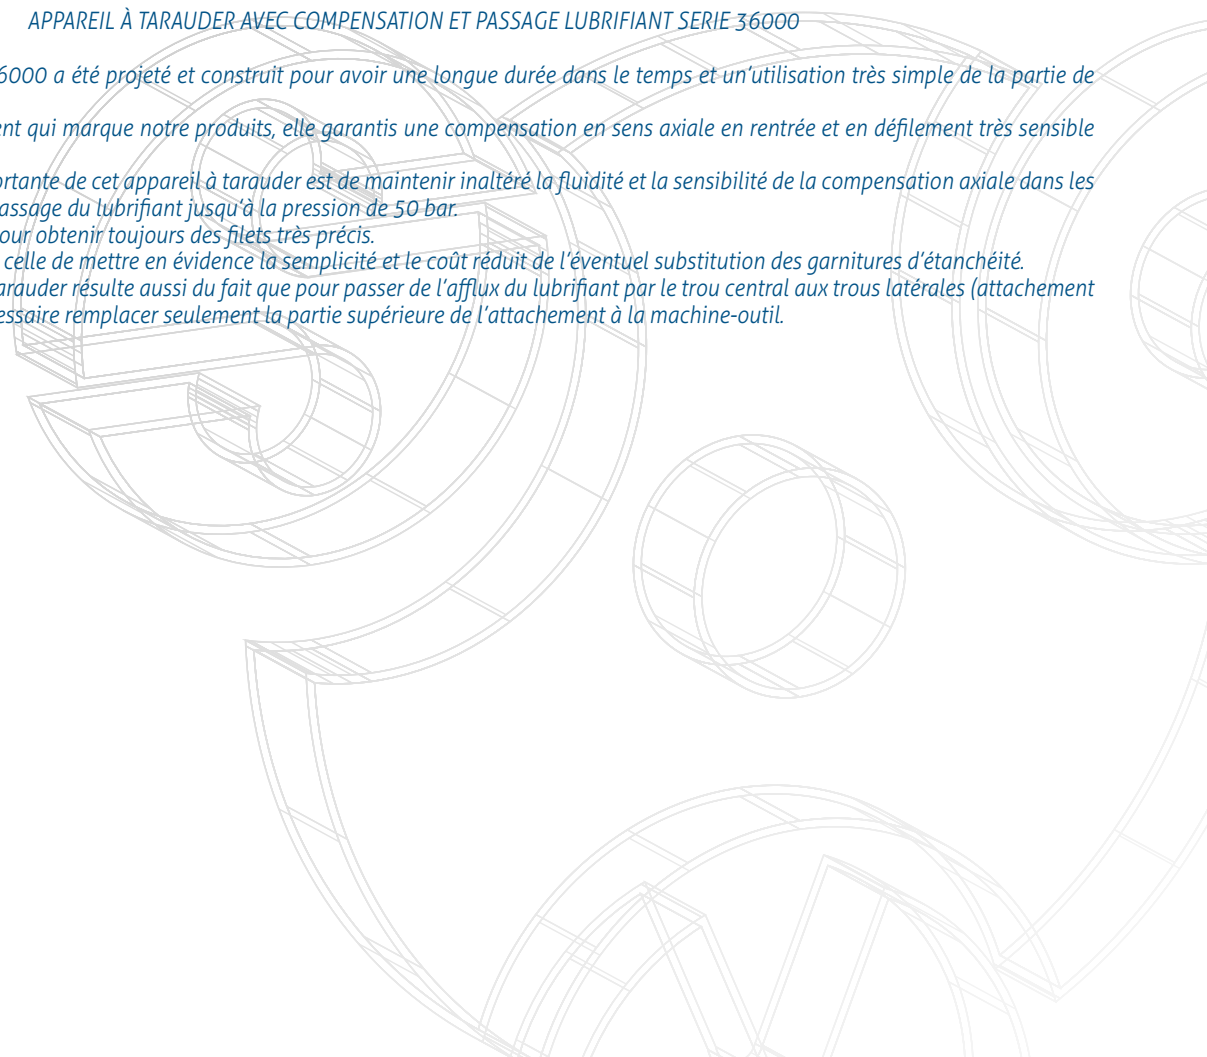 APPAREIL À TARAUDER AVEC COMPENSATION ET PASSAGE LUBRIFIANT SERIE 36000
6000 a été projeté et construit pour avoir une longue durée dans le temps et un'utilisation très simple de la partie de
qui marque notre produits, elle garantis une compensation en sens axiale en rentrée et en défilement très sensible
de cet appareil à tarauder est de maintenir inaltéré la fluidité et la sensibilité de la compensation axiale dans les
du lubrifiant jusqu'à la pression de 50 bar.
obtenir toujours des filets très précis.
celle de mettre en évidence la semplicité et le coût réduit de l'éventuel substitution des garnitures d'étanchéité.
résulte aussi du fait que pour passer de l'afflux du lubrifiant par le trou central aux trous latérales (attachement
remplacer seulement la partie supérieure de l'attachement à la machine-outil.